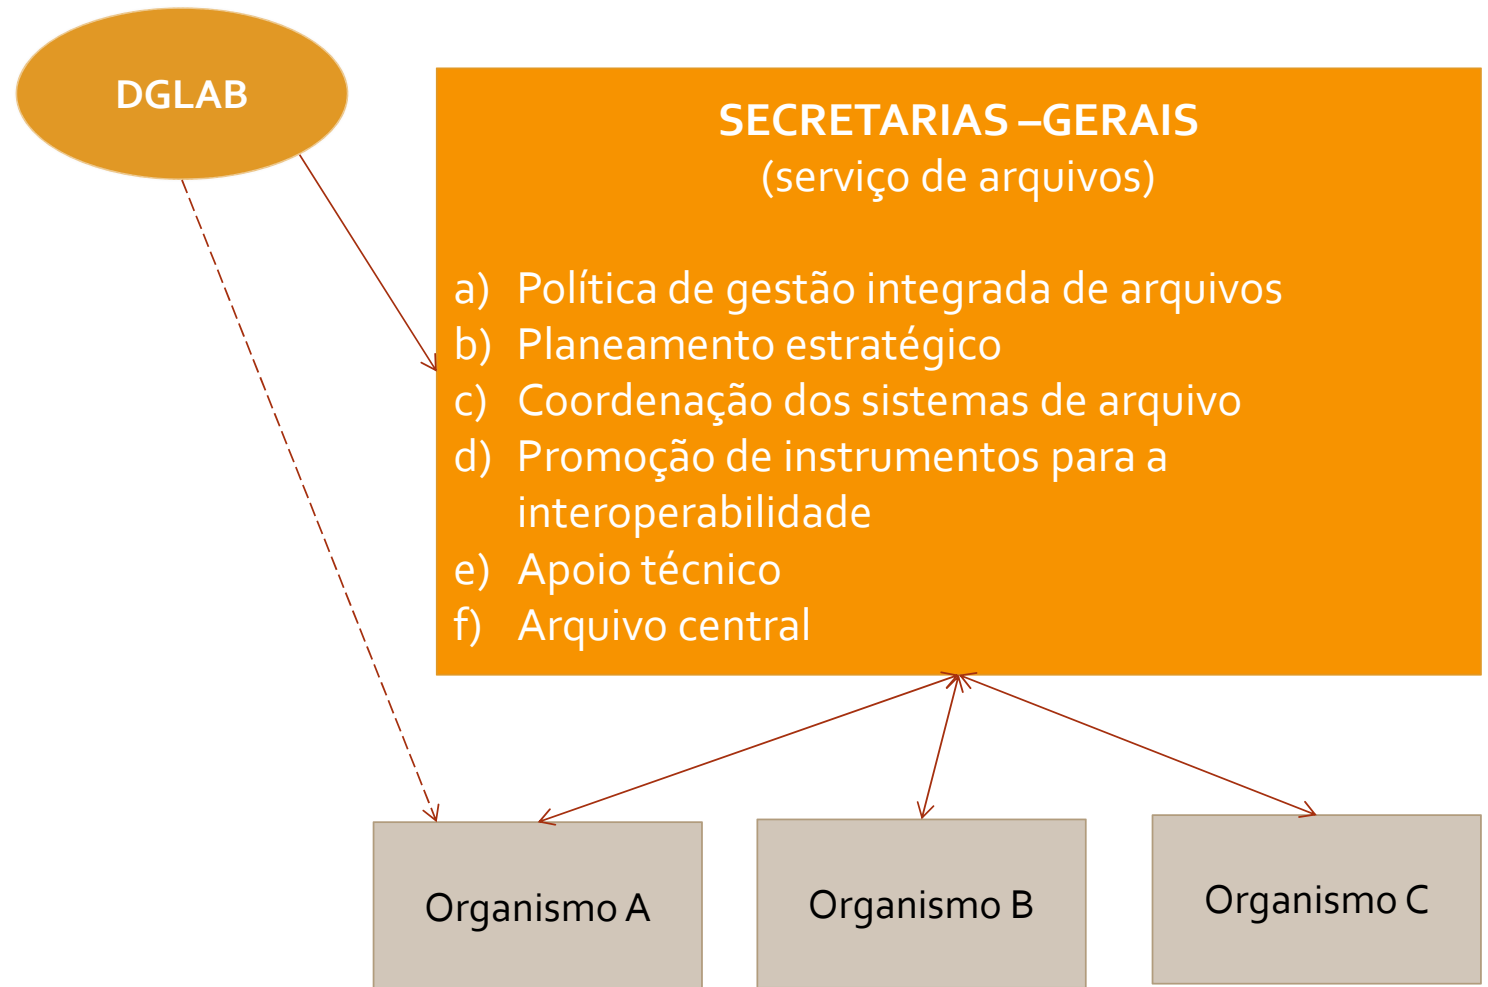 DGLAB
SECRETARIAS –GERAIS
(serviço de arquivos)
a) Política de gestão integrada de arquivos
b) Planeamento estratégico
c) Coordenação dos sistemas de arquivo
d) Promoção de instrumentos para a
interoperabilidade
e) Apoio técnico
f) Arquivo central
Organismo A
Organismo B
Organismo C